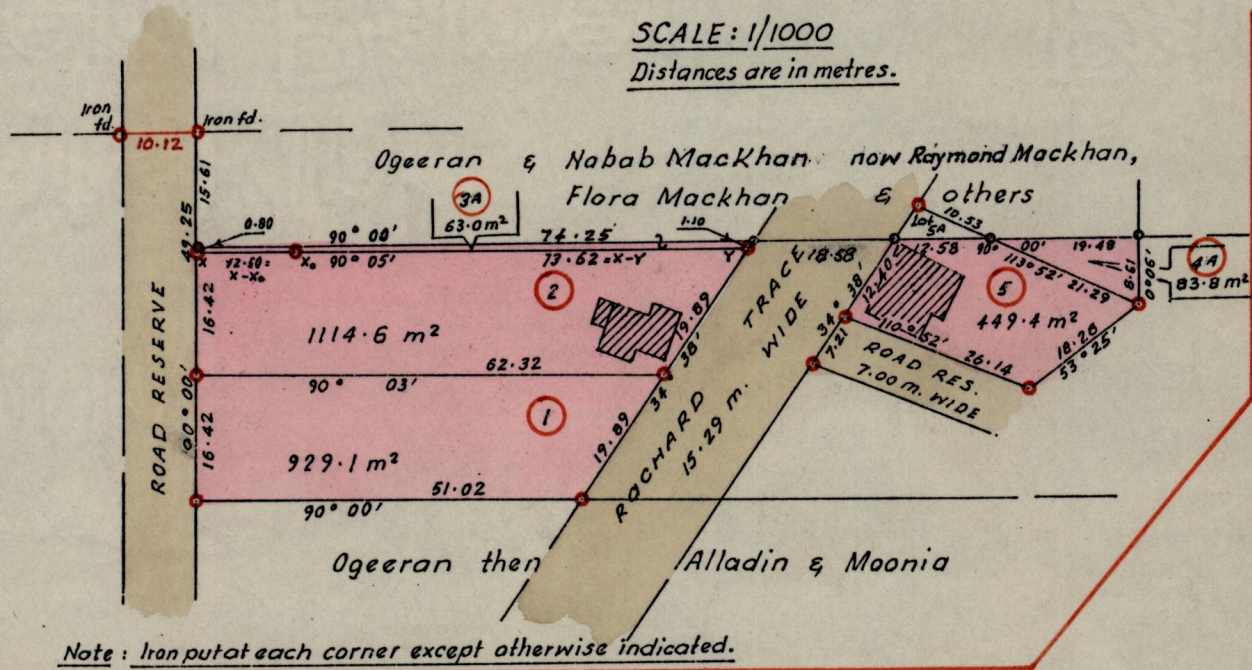 SCALE: 1/1000
Distances are in metres.
Iron fd.
Iron fd.
10.12
15.61
49.25
Ogeeran & Nabab Mackhan now Raymond Mackhan,
Flora Mackhan & others
3A
63.0 m²
0.80
90° 00'
74.25
1.10
X
12.60 = X-X₀
X₀
90° 05'
73.62 = X-Y
Y
18.58
Lot 5A
10.53
12.58
90° 00'
19.48
113° 52'
21.29
8.61
0° 06'
4A
83.8 m²
2
1114.6 m²
16.42
19.89
12.40
34° 38'
5
449.4 m²
110° 52'
26.14
18.28
53° 25'
7.21
ROAD RES.
7.00 M. WIDE
62.32
90° 03'
34° 38'
1
929.1 m²
16.42
00° 00'
19.89
ROAD RESERVE
ROCHARD TRACE
15.29 m. WIDE
51.02
90° 00'
Ogeeran then Alladin & Moonia
Note : Iron put at each corner except otherwise indicated.